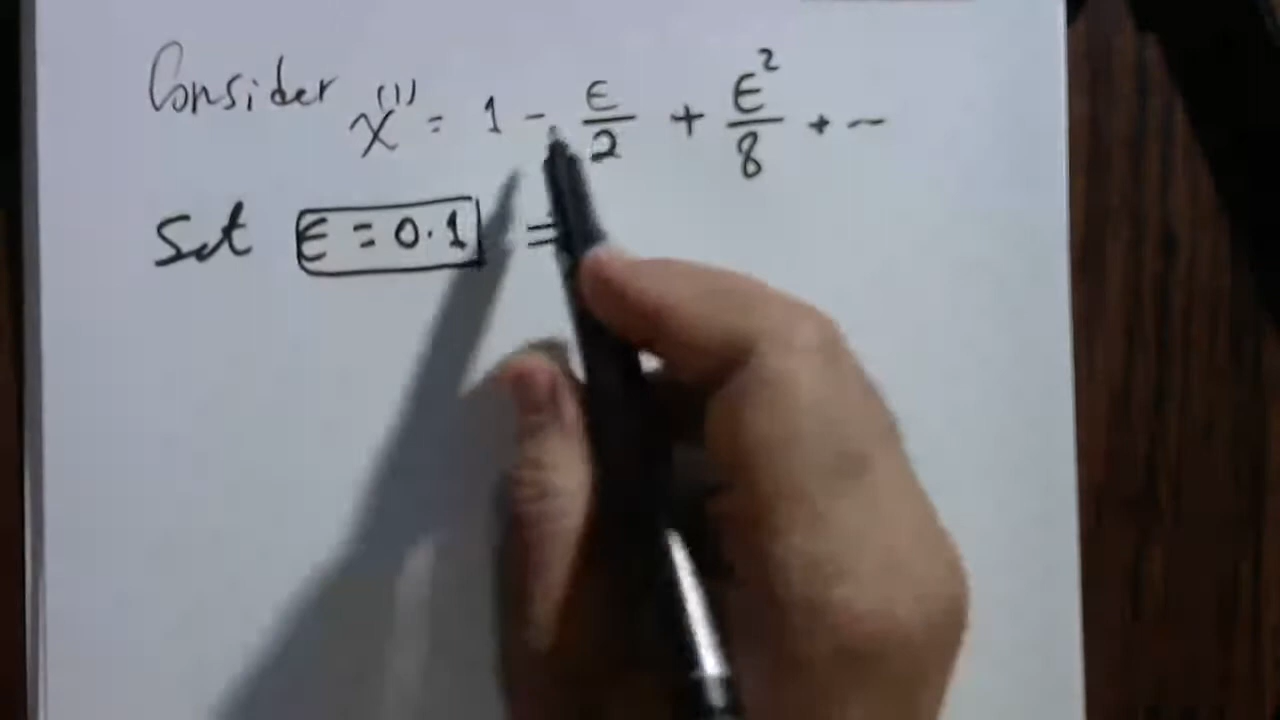 Consider x^(1) = 1 - ε/2 + ε²/8 + ---
Set ε = 0.1 =